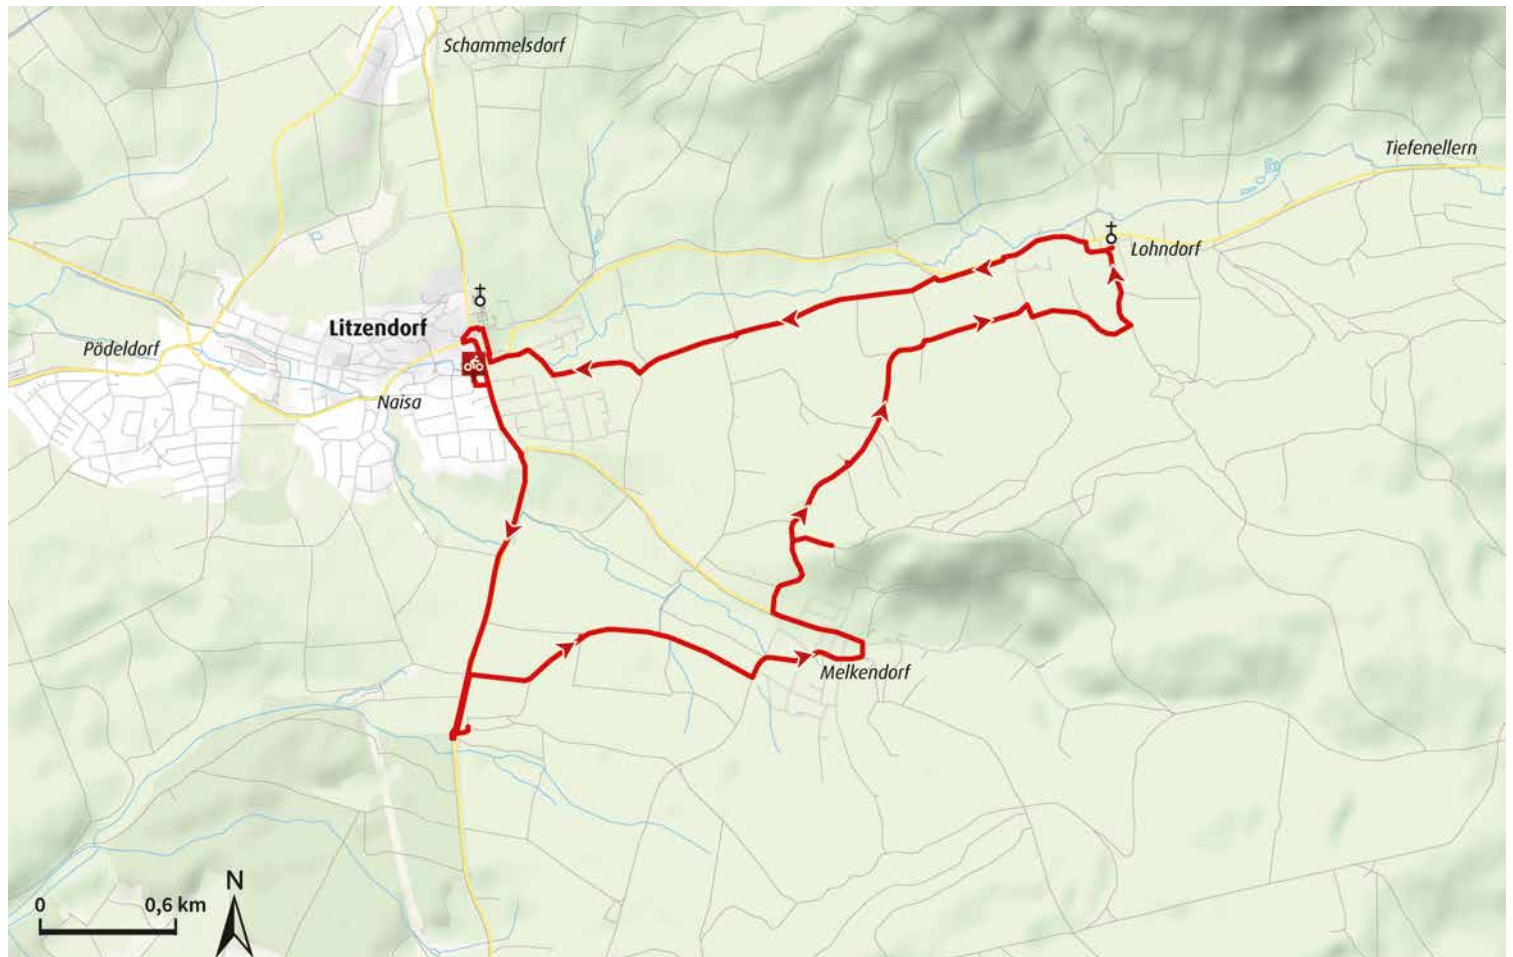 Schammelsdorf
Tiefenellern
Lohndorf
Litzendorf
Pödeldorf
Naisa
Melkendorf
N
0 0,6 km